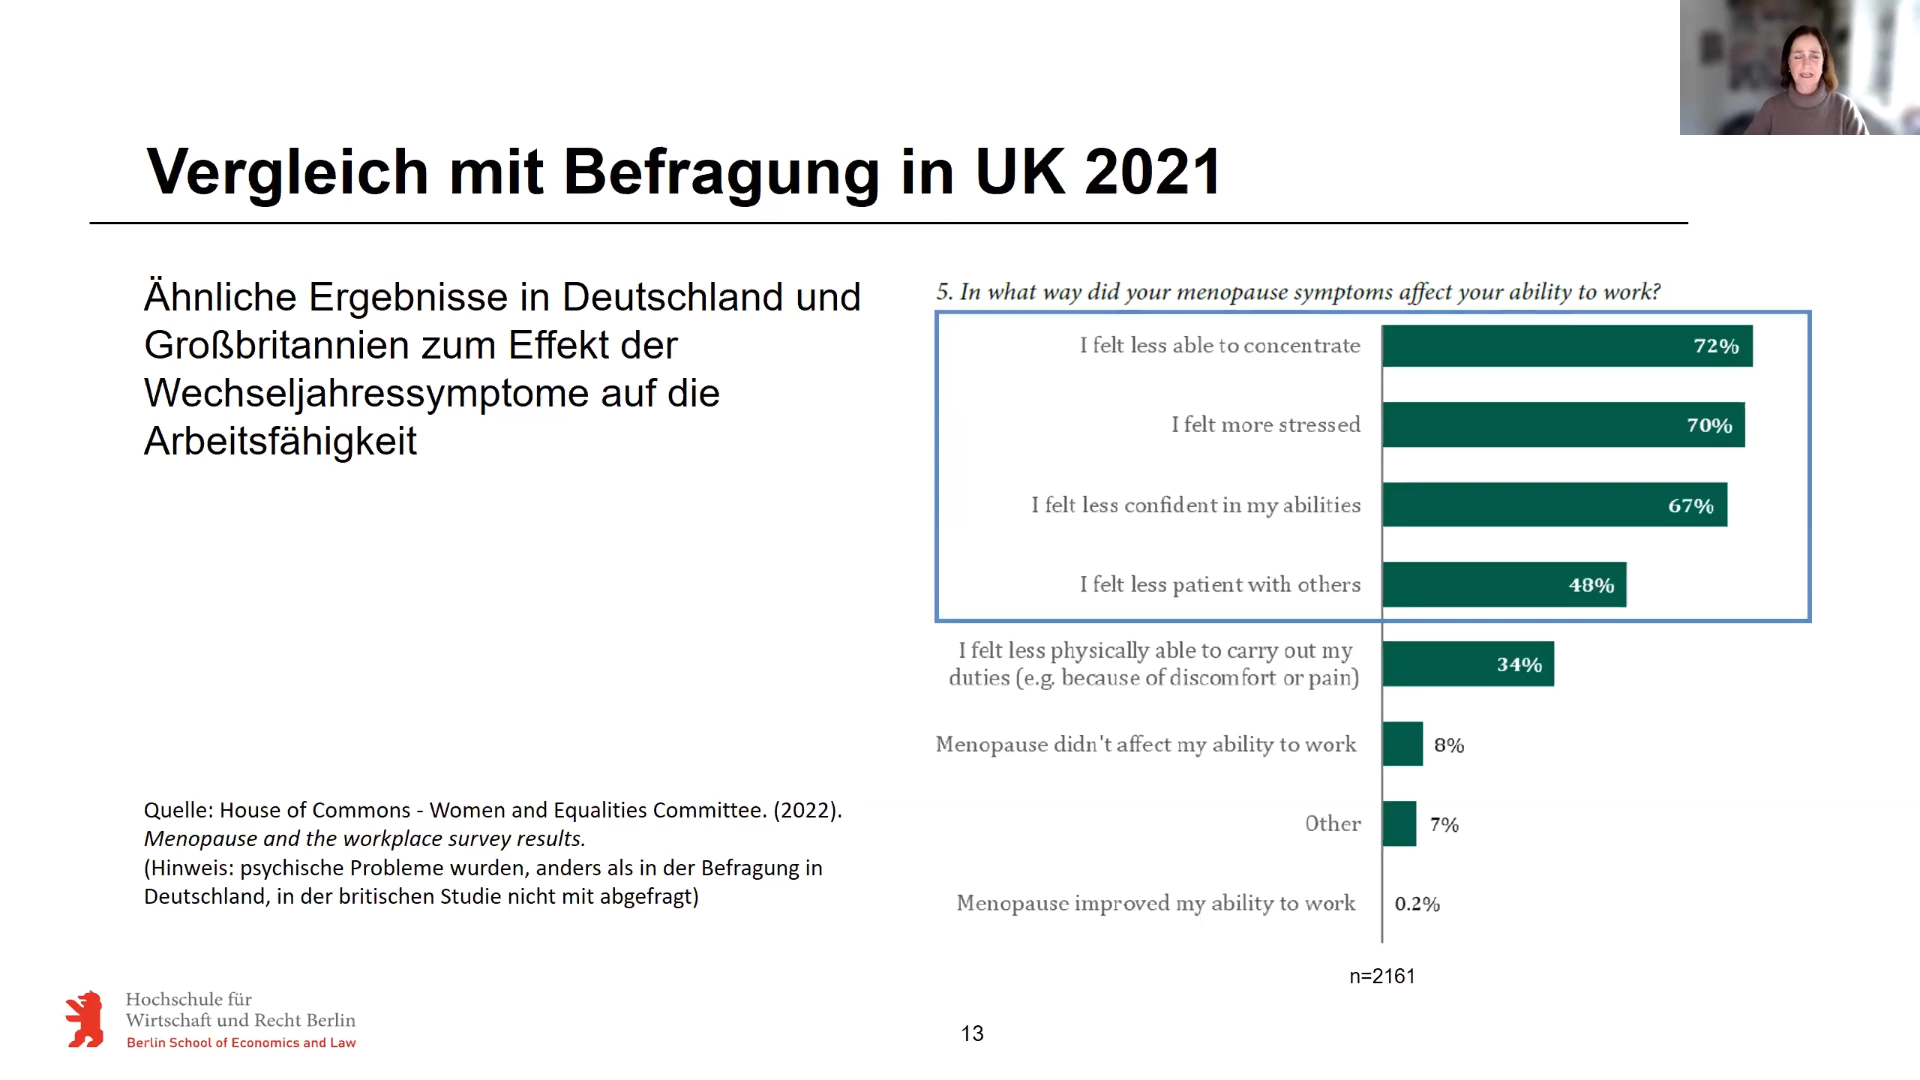 Vergleich mit Befragung in UK 2021
Ähnliche Ergebnisse in Deutschland und
Großbritannien zum Effekt der
Wechseljahressymptome auf die
Arbeitsfähigkeit
Quelle: House of Commons - Women and Equalities Committee. (2022).
Menopause and the workplace survey results.
(Hinweis: psychische Probleme wurden, anders als in der Befragung in
Deutschland, in der britischen Studie nicht mit abgefragt)
5. In what way did your menopause symptoms affect your ability to work?
I felt less able to concentrate 72%
I felt more stressed 70%
I felt less confident in my abilities 67%
I felt less patient with others 48%
I felt less physically able to carry out my
duties (e.g. because of discomfort or pain) 34%
Menopause didn't affect my ability to work 8%
Other 7%
Menopause improved my ability to work 0.2%
n=2161
Hochschule für
Wirtschaft und Recht Berlin
Berlin School of Economics and Law
13